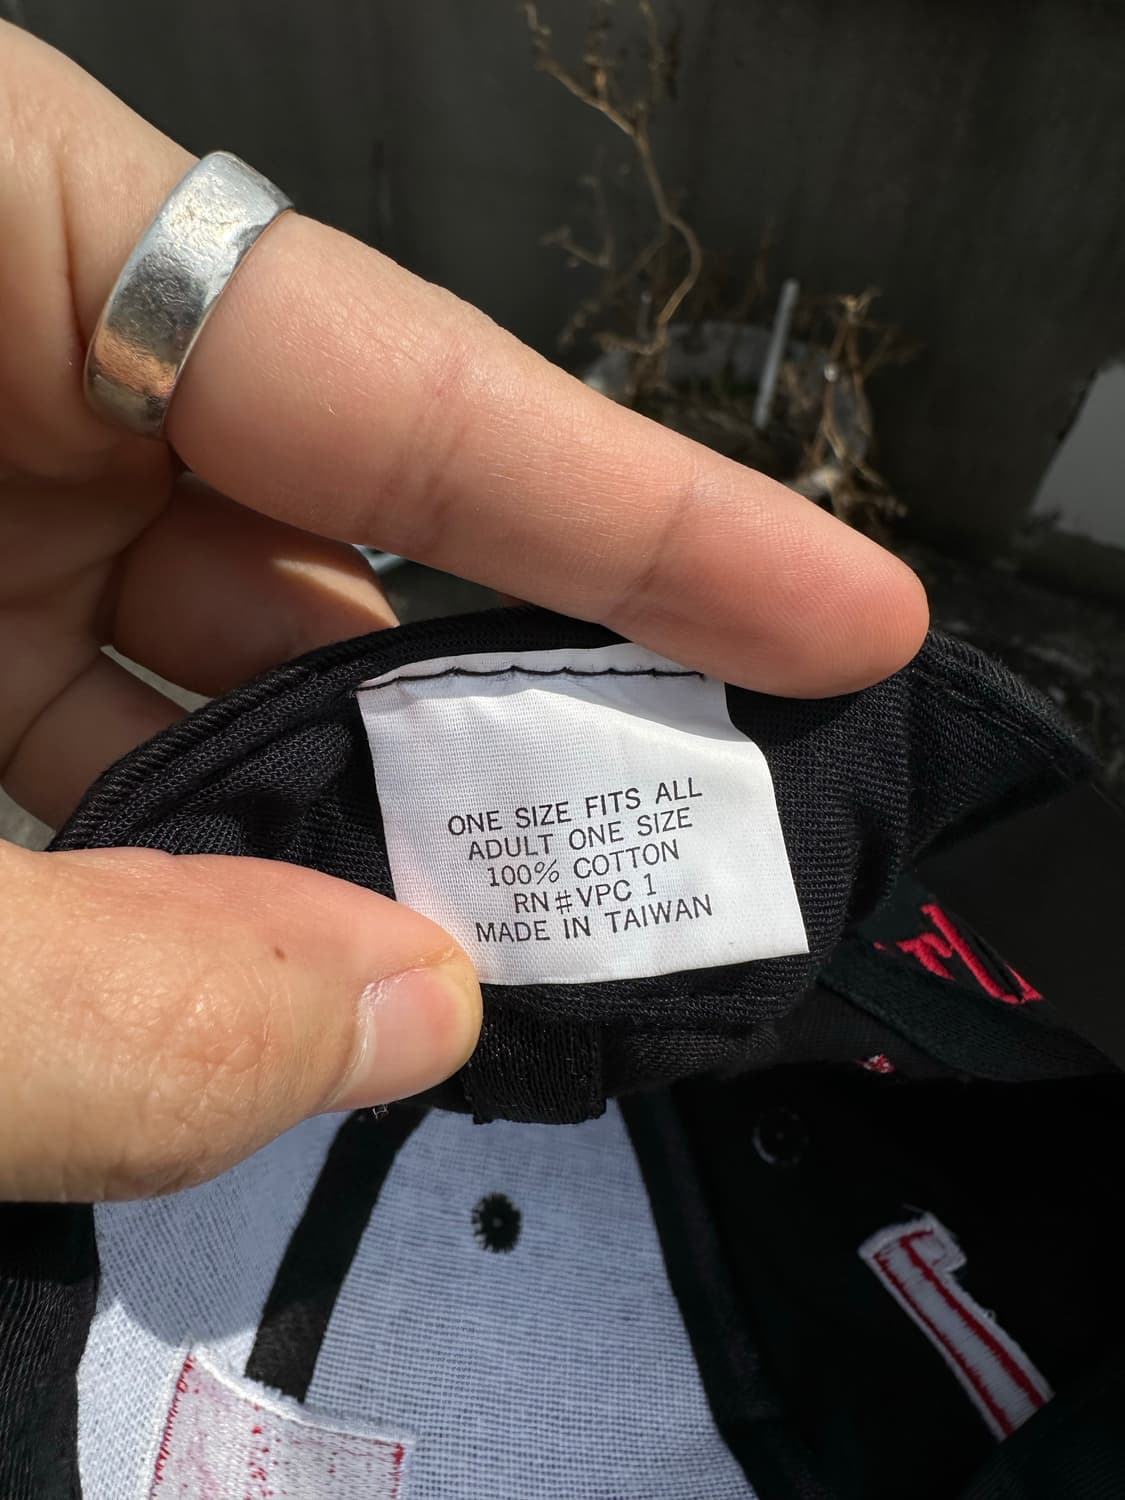 ONE SIZE FITS ALL
ADULT ONE SIZE
100% COTTON
RN#VPC 1
MADE IN TAIWAN